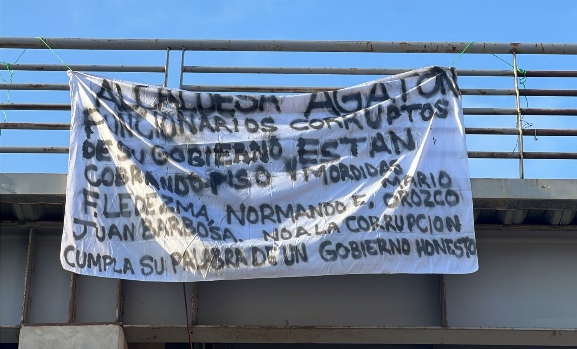 ALCALDESA AGATON
FUNCIONARIOS CORRUPTOS
DE SU GOBIERNO ESTAN
COBRANDO PISO Y MORDIDAS
MARIO
F. LEDEZMA, NORMANDO E, OROZCO
JUAN BARBOSA. NO A LA CORRUPCION
CUMPLA SU PALABRA DE UN GOBIERNO HONESTO